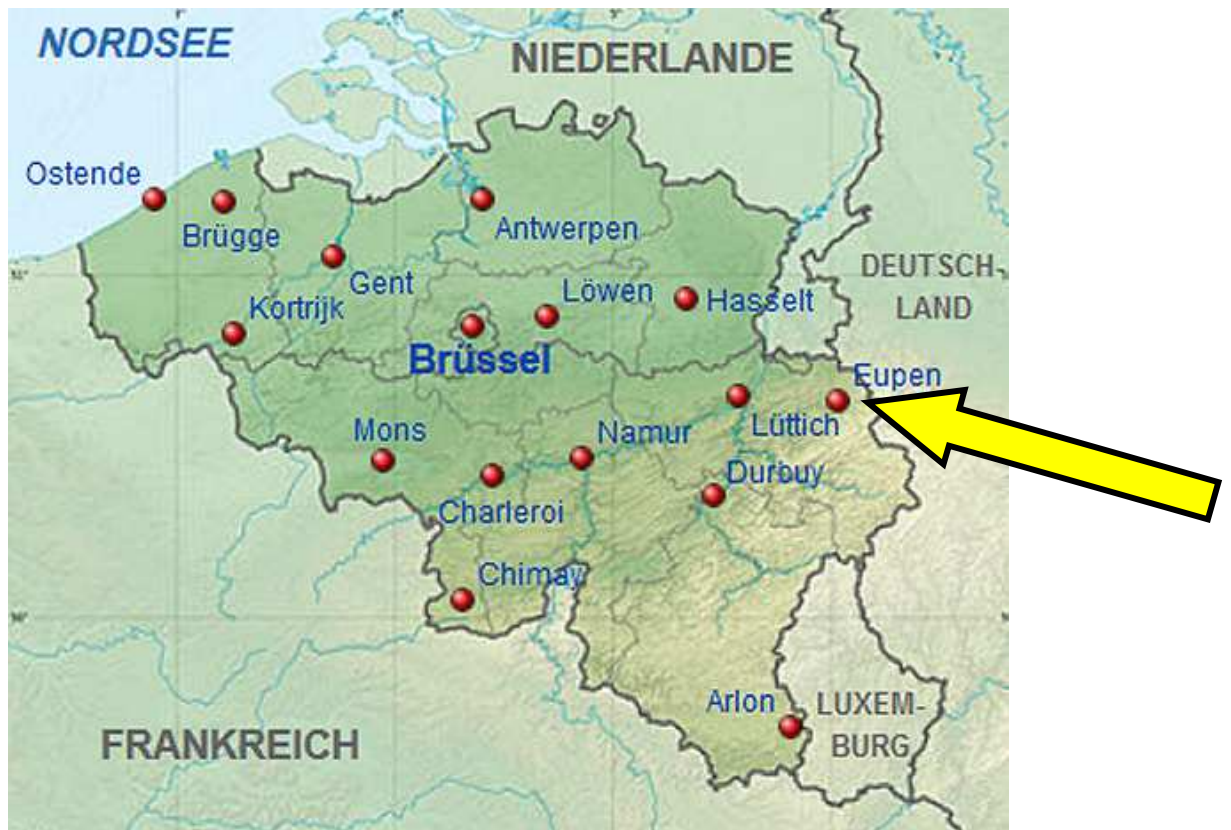 NORDSEE
NIEDERLANDE
Ostende
Brügge
Antwerpen
Gent
DEUTSCH-
LAND
Kortrijk
Löwen
Hasselt
Brüssel
Eupen
Mons
Namur
Lüttich
Durbuy
Charleroi
Chimay
Arlon
LUXEM-
BURG
FRANKREICH